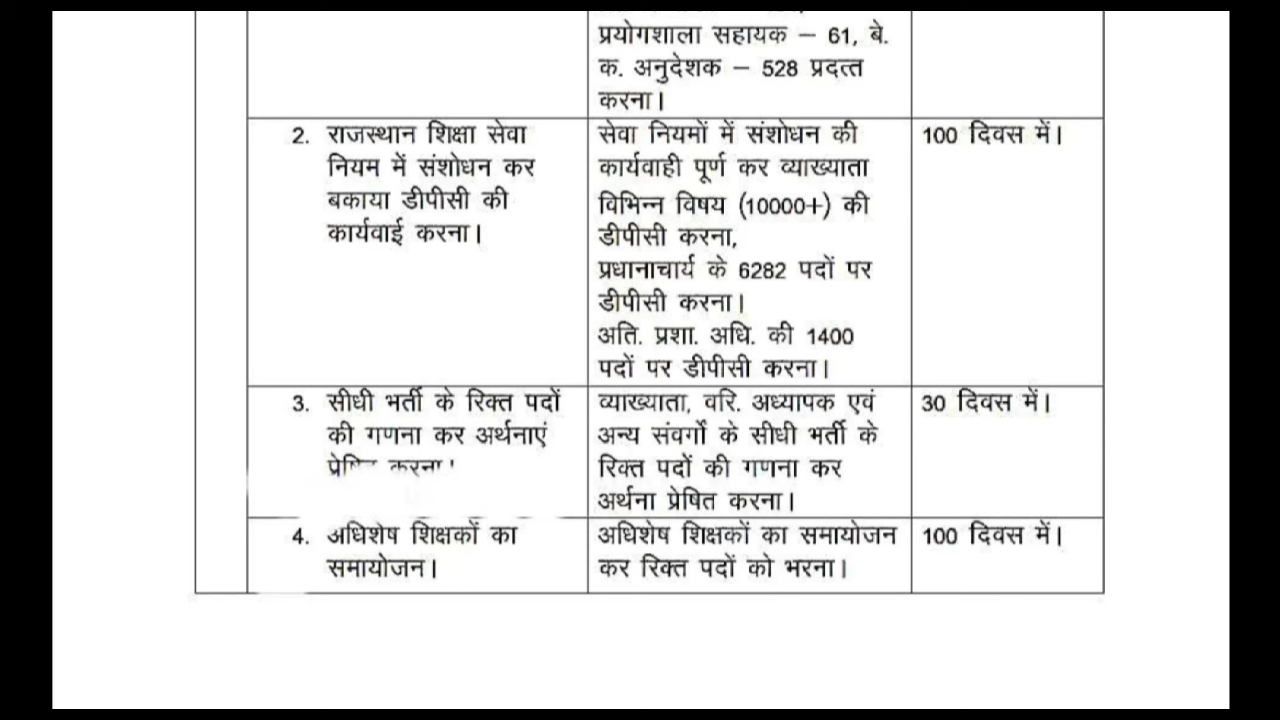 प्रयोगशाला सहायक – 61, बे.
क. अनुदेशक – 528 प्रदत्त
करना।
2. राजस्थान शिक्षा सेवा
नियम में संशोधन कर
बकाया डीपीसी की
कार्यवाई करना।
सेवा नियमों में संशोधन की
कार्यवाही पूर्ण कर व्याख्याता
विभिन्न विषय (10000+) की
डीपीसी करना,
प्रधानाचार्य के 6282 पदों पर
डीपीसी करना।
अति. प्रशा. अधि. की 1400
पदों पर डीपीसी करना।
100 दिवस में।
3. सीधी भर्ती के रिक्त पदों
की गणना कर अर्थनाएं
प्रेषित करना।
व्याख्याता, वरि. अध्यापक एवं
अन्य संवर्गों के सीधी भर्ती के
रिक्त पदों की गणना कर
अर्थना प्रेषित करना।
30 दिवस में।
4. अधिशेष शिक्षकों का
समायोजन।
अधिशेष शिक्षकों का समायोजन
कर रिक्त पदों को भरना।
100 दिवस में।